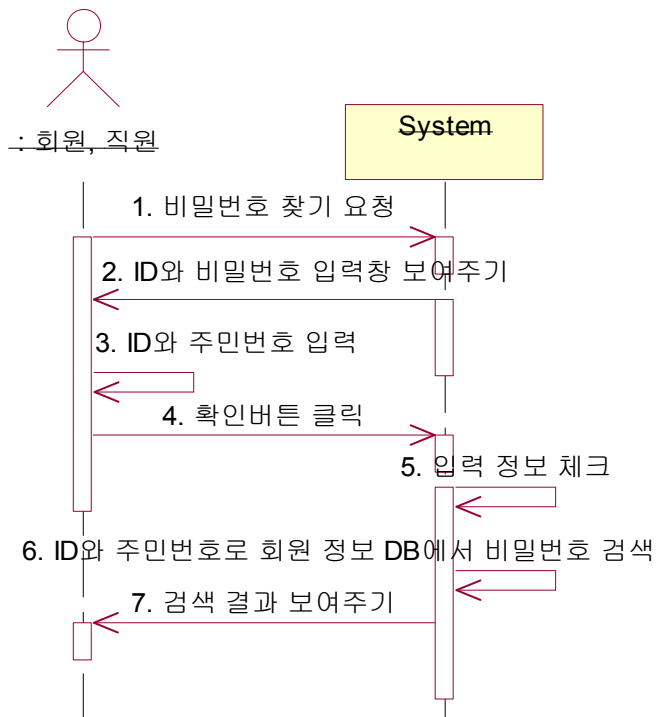 : 회원, 직원
System
1. 비밀번호 찾기 요청
2. ID와 비밀번호 입력창 보여주기
3. ID와 주민번호 입력
4. 확인버튼 클릭
5. 입력 정보 체크
6. ID와 주민번호로 회원 정보 DB에서 비밀번호 검색
7. 검색 결과 보여주기